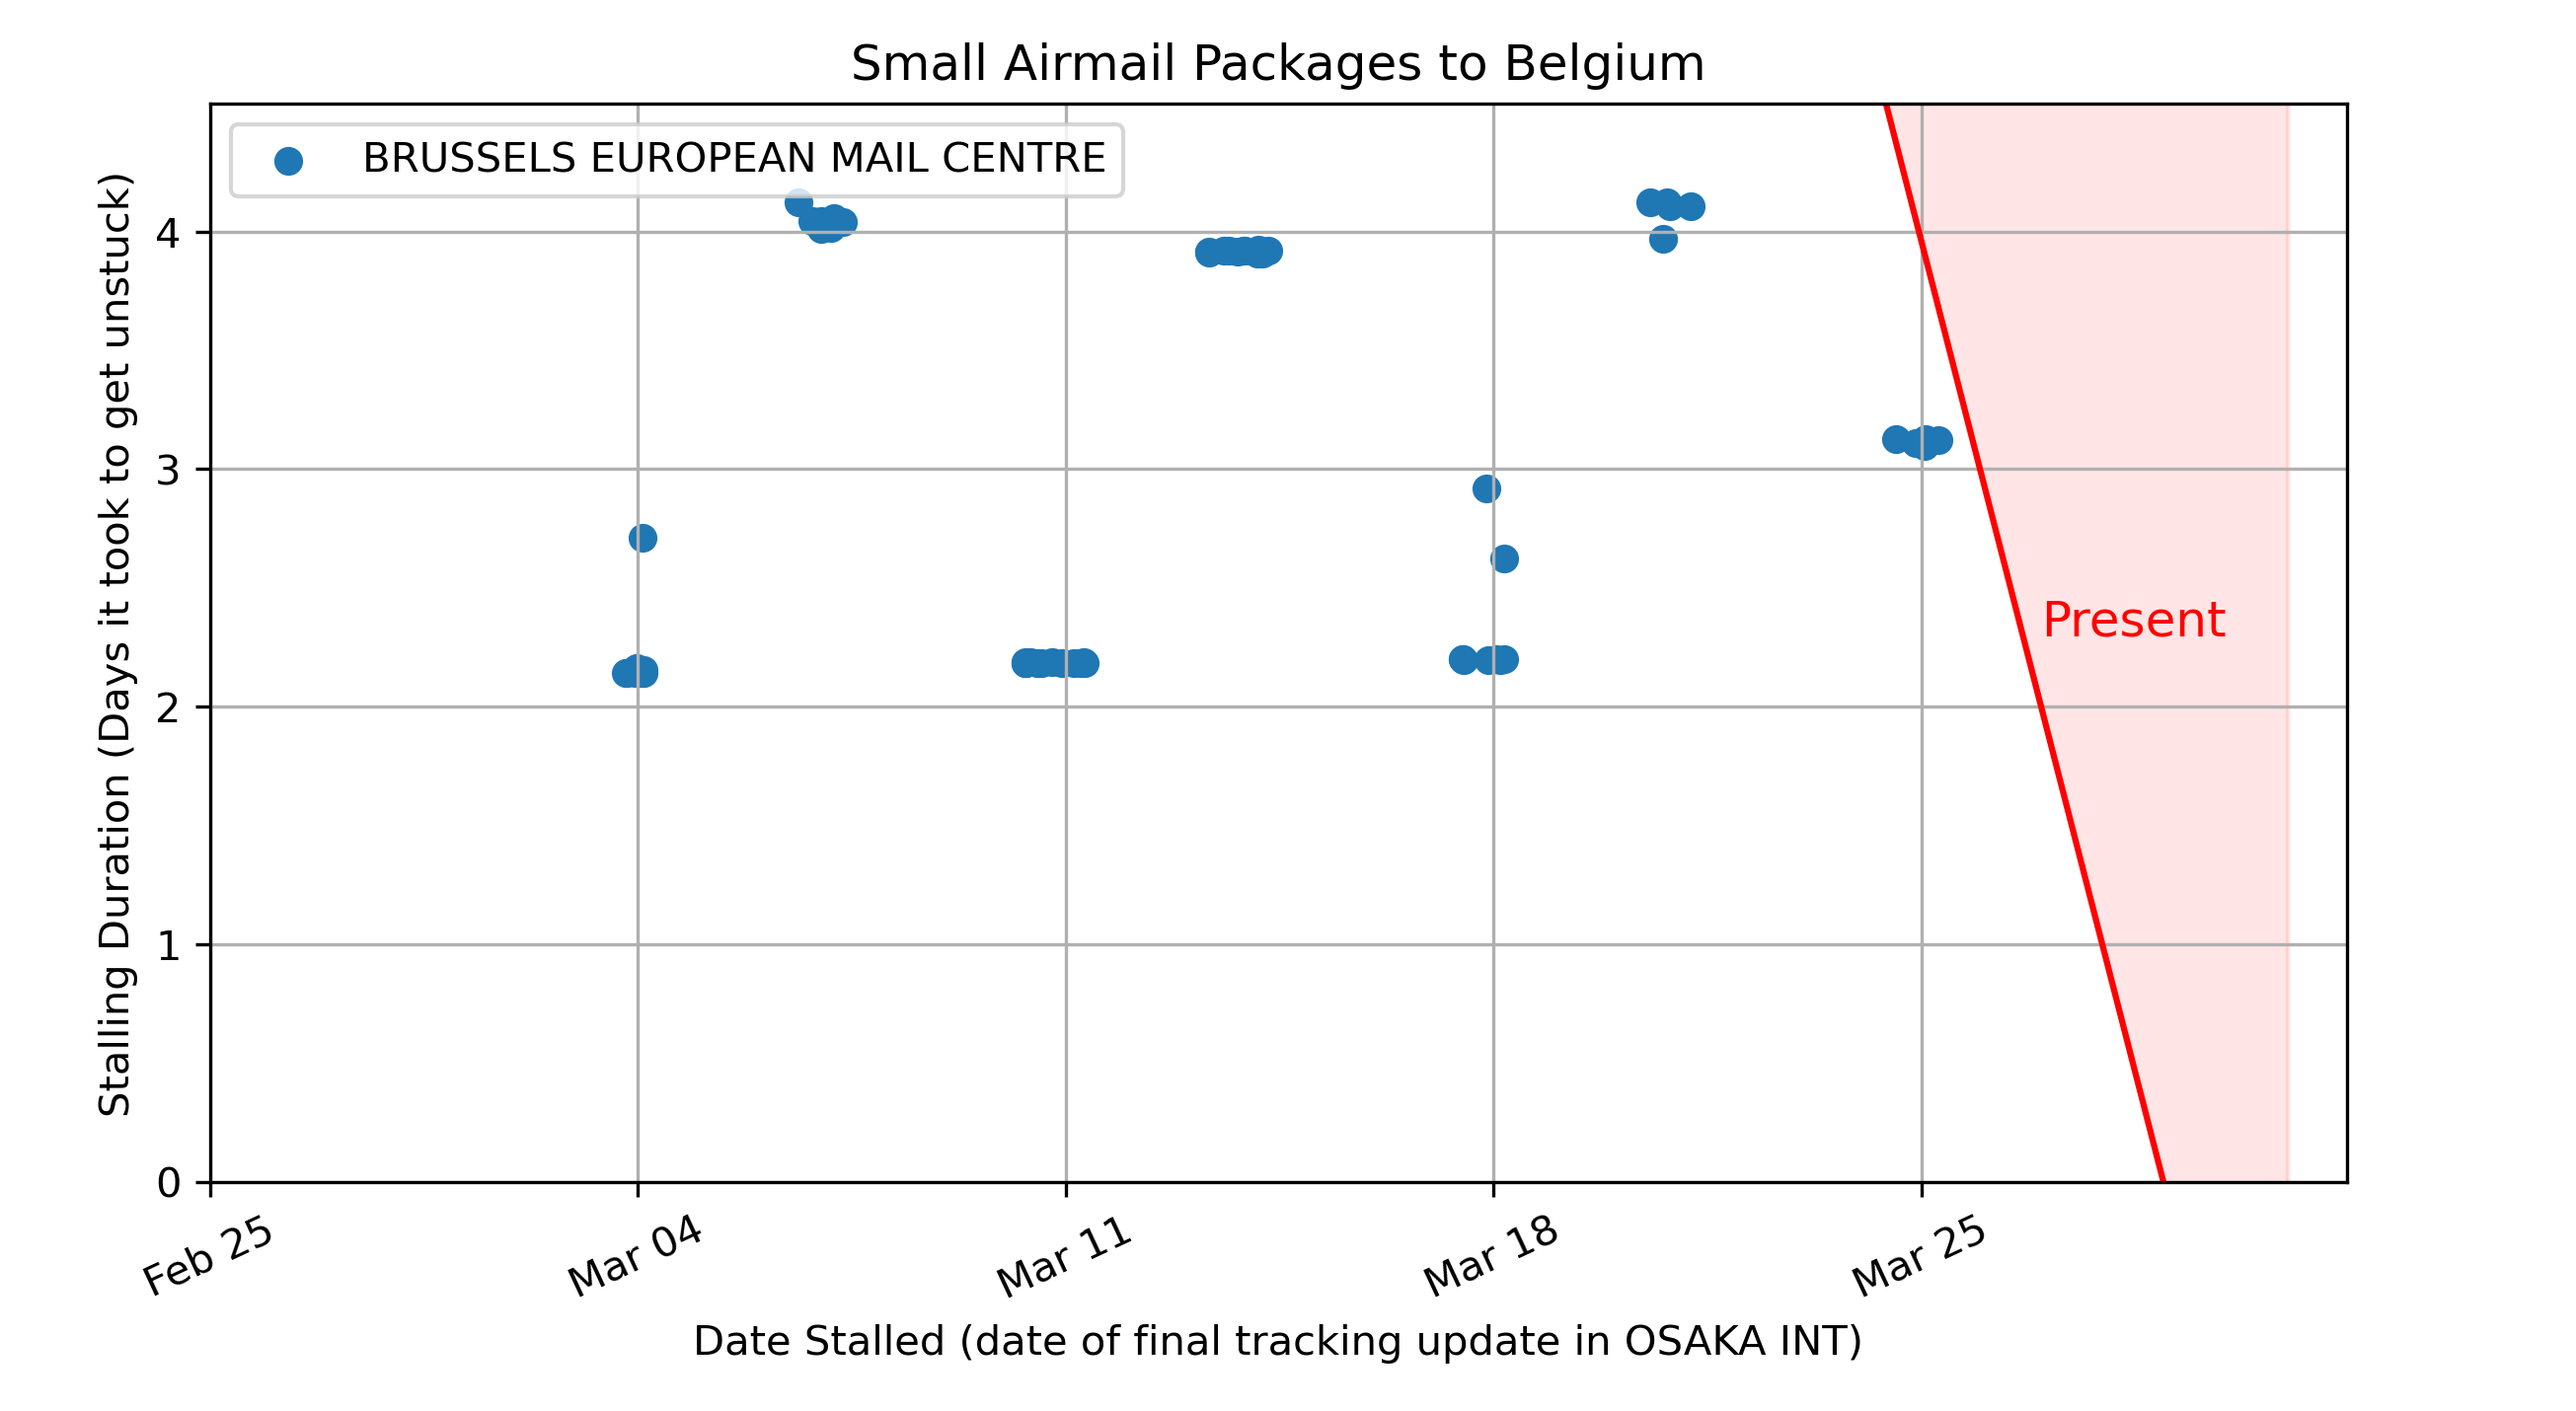 Small Airmail Packages to Belgium
BRUSSELS EUROPEAN MAIL CENTRE
Stalling Duration (Days it took to get unstuck)
4
3
2
1
0
Present
Feb 25
Mar 04
Mar 11
Mar 18
Mar 25
Date Stalled (date of final tracking update in OSAKA INT)